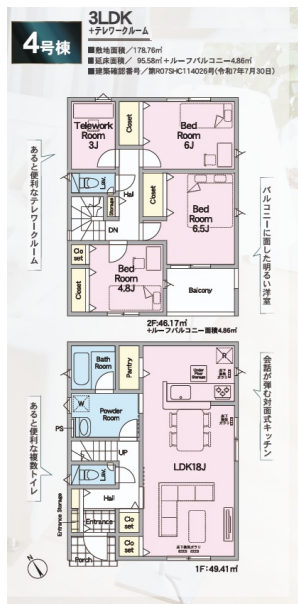 4号棟
3LDK
+テレワークルーム
■敷地面積／178.76㎡
■延床面積／ 95.58㎡＋ルーフバルコニー4.86㎡
■建築確認番号／第R07SHC114026号(令和7年7月30日)
あると便利なテレワークルーム
Telework
Room
3J
Closet
Bed
Room
6J
Lav.
Hall
Storage
DN
Closet
Bed
Room
6.5J
Clo
set
Closet
Bed
Room
4.8J
Balcony
バルコニーに面した明るい洋室
2F:46.17㎡
+ルーフバルコニー面積4.86㎡
あると便利な複数トイレ
Bath
Room
Pantry
Under
Floor
Storage
R
W
Powder
Room
PS
UP
Lav.
LDK18J
Hall
Entrance Storage
Entrance
Clo
set
Porch
Clo
set
会話が弾む対面式キッチン
N
1F:49.41㎡